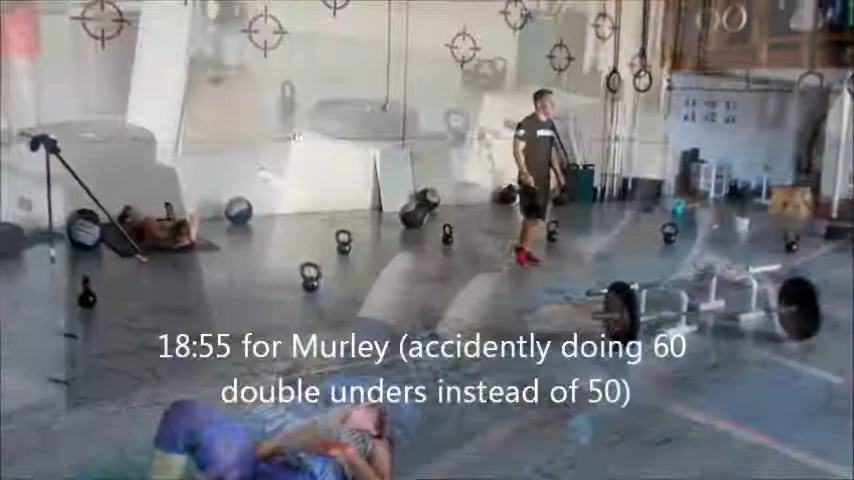 18:55 for Murley (accidently doing 60
double unders instead of 50)